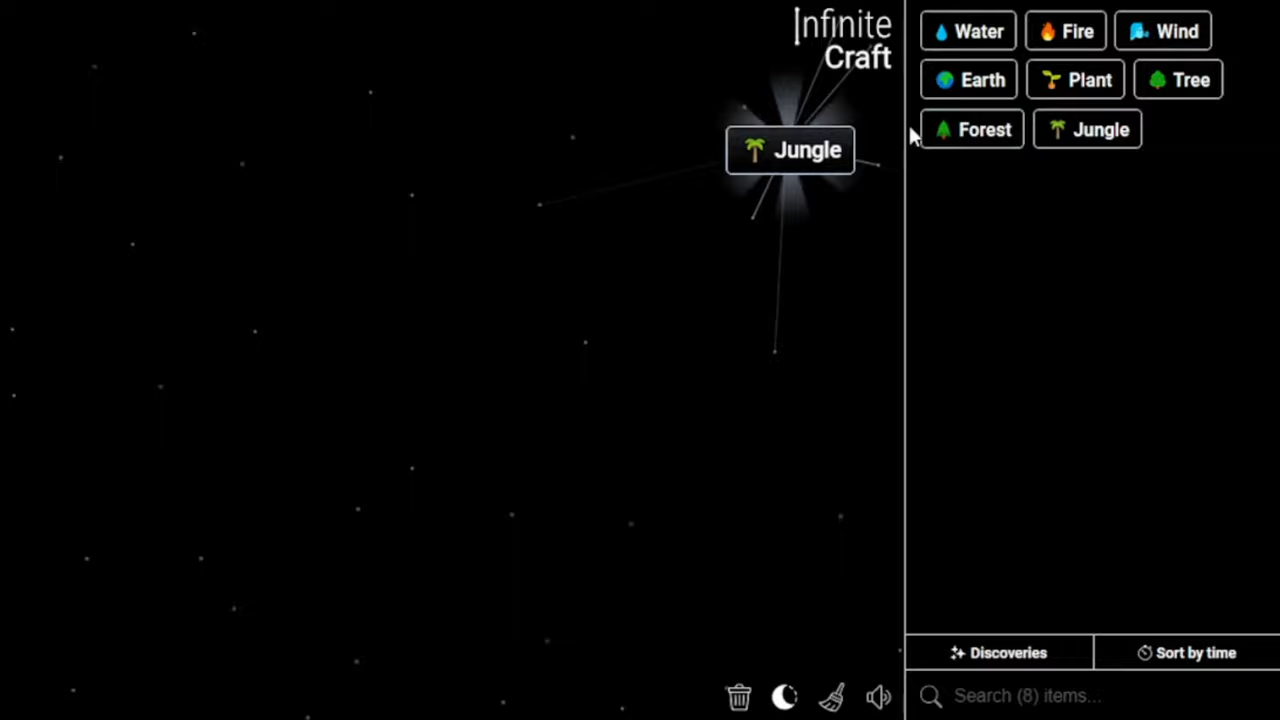 Infinite
Craft
Jungle
Water Fire Wind
Earth Plant Tree
Forest Jungle
Discoveries Sort by time
Search (8) items...